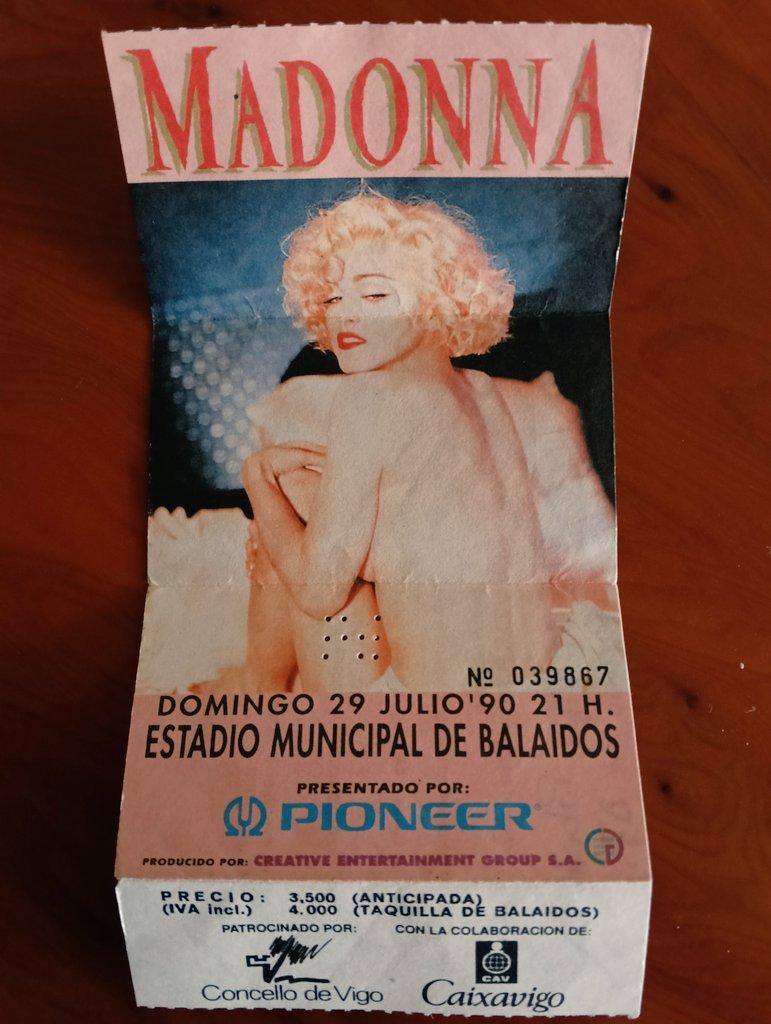 MADONNA
Nº 039867
DOMINGO 29 JULIO'90 21 H.
ESTADIO MUNICIPAL DE BALAIDOS
PRESENTADO POR:
PIONEER
PRODUCIDO POR: CREATIVE ENTERTAINMENT GROUP S.A.
PRECIO: 3.500 (ANTICIPADA)
(IVA incl.) 4.000 (TAQUILLA DE BALAIDOS)
PATROCINADO POR: CON LA COLABORACION DE:
CAV
Concello de Vigo Caixavigo